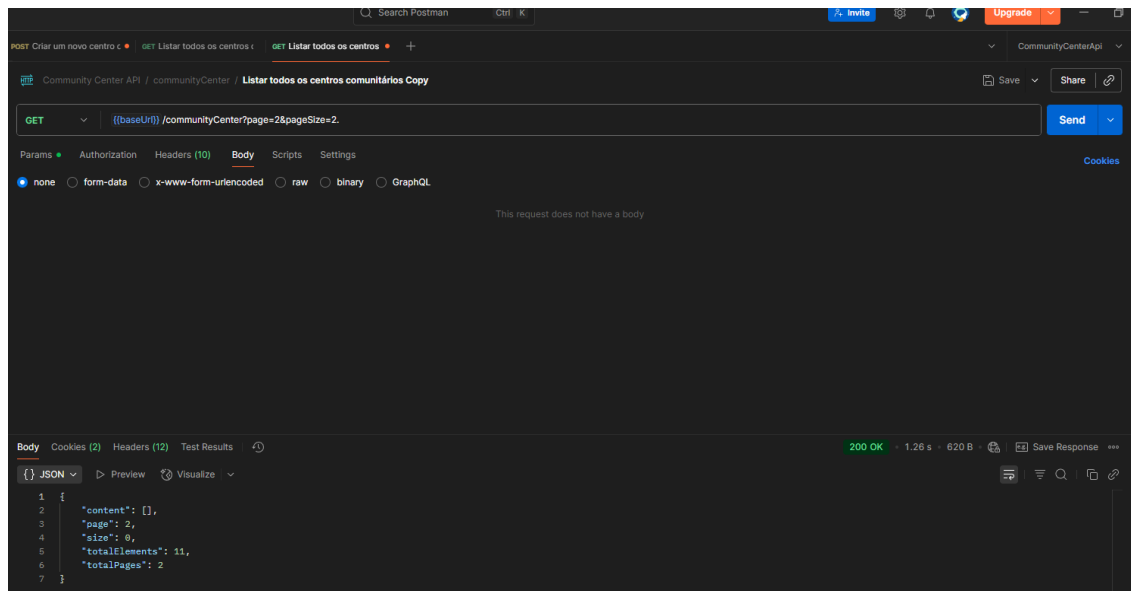 Search Postman Ctrl K Invite Upgrade
POST Criar um novo centro c GET Listar todos os centros c GET Listar todos os centros + CommunityCenterApi
HTTP Community Center API / communityCenter / Listar todos os centros comunitários Copy Save Share
GET {{baseUrl}} /communityCenter?page=2&pageSize=2. Send
Params Authorization Headers (10) Body Scripts Settings Cookies
none form-data x-www-form-urlencoded raw binary GraphQL
This request does not have a body
Body Cookies (2) Headers (12) Test Results 200 OK 1.26 s 620 B Save Response
{} JSON Preview Visualize
1 {
2 "content": [],
3 "page": 2,
4 "size": 0,
5 "totalElements": 11,
6 "totalPages": 2
7 }